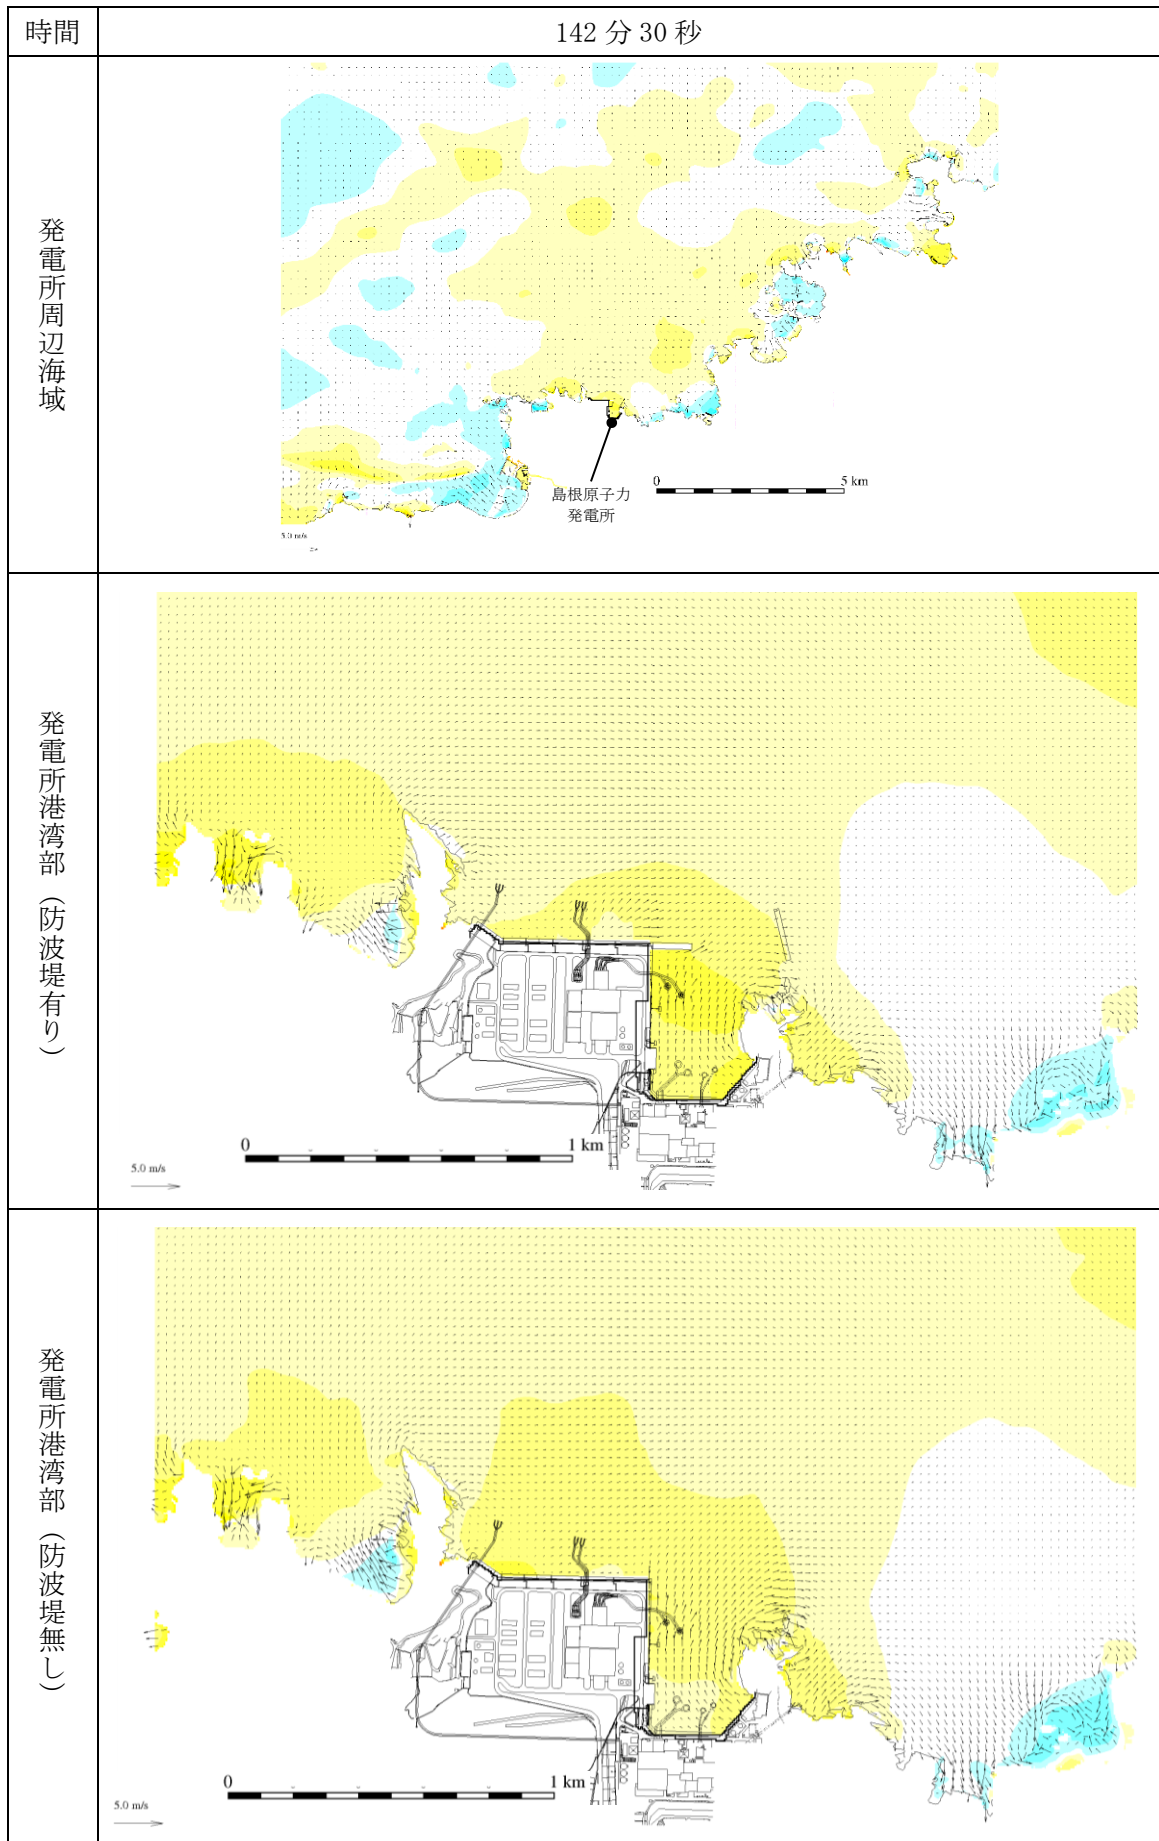 時間
142 分 30 秒
発電所周辺海域
島根原子力
発電所
0
5 km
5.0 m/s
発電所港湾部（防波堤有り）
0
1 km
5.0 m/s
発電所港湾部（防波堤無し）
0
1 km
5.0 m/s